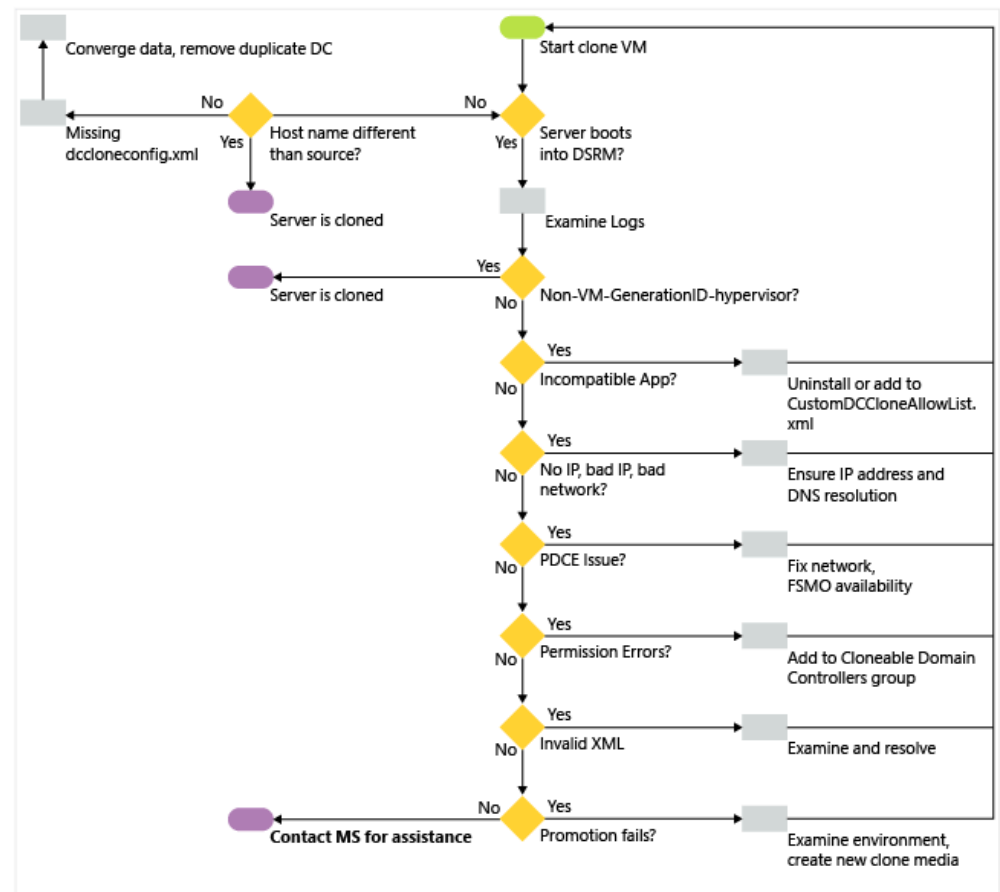 Converge data, remove duplicate DC
Start clone VM
No
No
Missing
dccloneconfig.xml
Yes
Host name different
than source?
Yes
Server boots
into DSRM?
Server is cloned
Examine Logs
Yes
Server is cloned
No
Non-VM-GenerationID-hypervisor?
Yes
No
Incompatible App?
Uninstall or add to
CustomDCCloneAllowList.
xml
Yes
No
No IP, bad IP, bad
network?
Ensure IP address and
DNS resolution
Yes
No
PDCE Issue?
Fix network,
FSMO availability
Yes
No
Permission Errors?
Add to Cloneable Domain
Controllers group
Yes
No
Invalid XML
Examine and resolve
No
Yes
Contact MS for assistance
Promotion fails?
Examine environment,
create new clone media